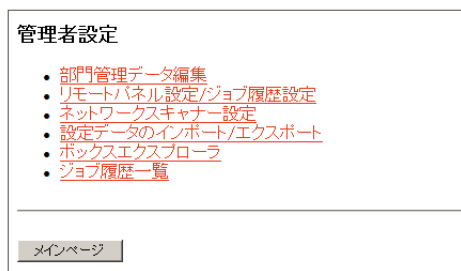 管理者設定
部門管理データ編集
リモートパネル設定/ジョブ履歴設定
ネットワークスキャナー設定
設定データのインポート/エクスポート
ボックスエクスプローラ
ジョブ履歴一覧
メインページ